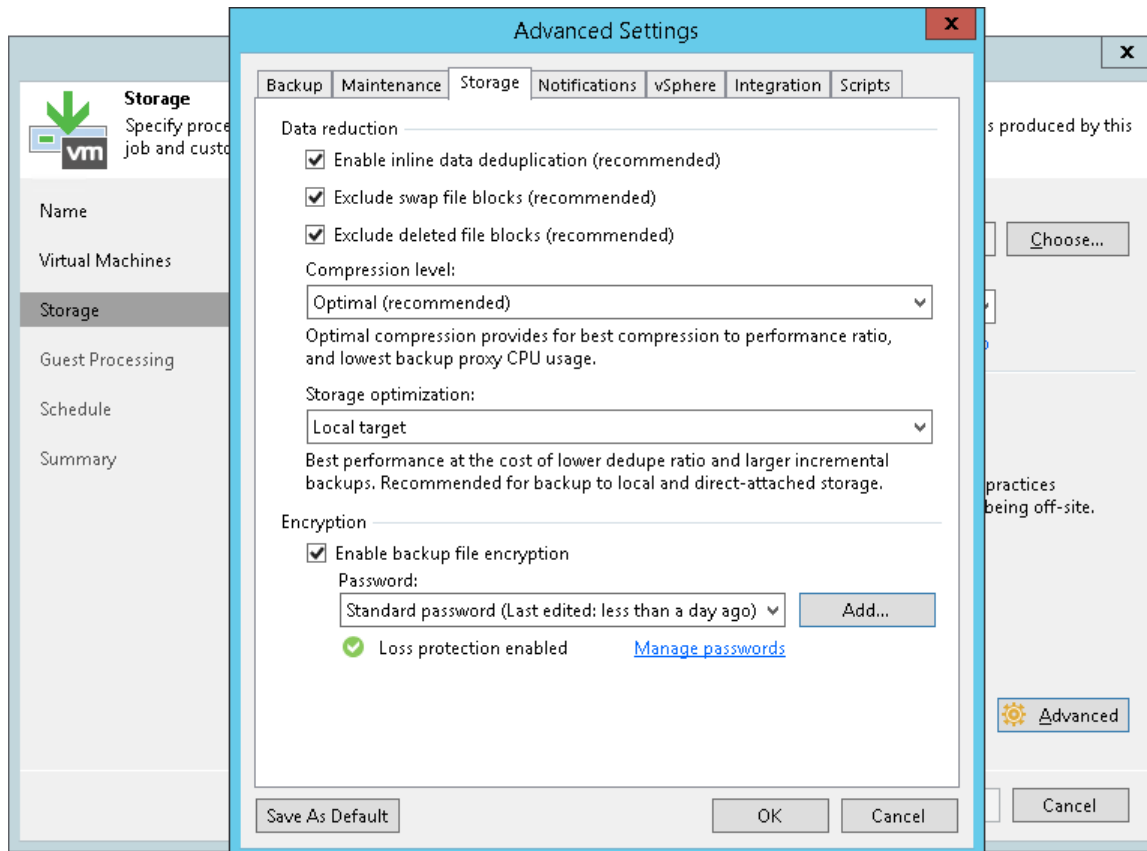 Advanced Settings
X
x
Storage
Specify proce
job and custo
s produced by this
vm
Name
Virtual Machines
Storage
Guest Processing
Schedule
Summary
Backup Maintenance Storage Notifications vSphere Integration Scripts
Data reduction
Enable inline data deduplication (recommended)
Exclude swap file blocks (recommended)
Exclude deleted file blocks (recommended)
Compression level:
Optimal (recommended)
Optimal compression provides for best compression to performance ratio,
and lowest backup proxy CPU usage.
Storage optimization:
Local target
Best performance at the cost of lower dedupe ratio and larger incremental
backups. Recommended for backup to local and direct-attached storage.
Encryption
Enable backup file encryption
Password:
Standard password (Last edited: less than a day ago)
Add...
Loss protection enabled
Manage passwords
Save As Default
OK
Cancel
Choose...
practices
being off-site.
Advanced
Cancel